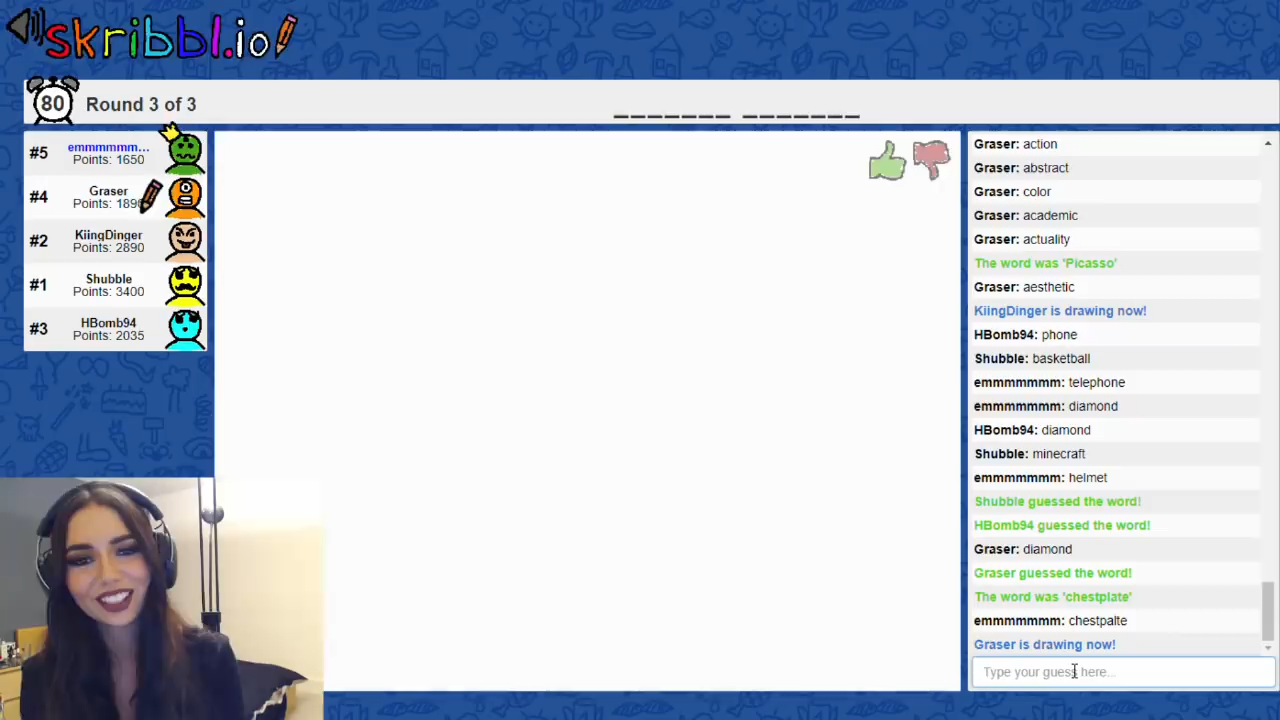 skribbl.io
80 Round 3 of 3
_______ _______
#5 emmmmmm...
Points: 1650
#4 Graser
Points: 189
#2 KiingDinger
Points: 2890
#1 Shubble
Points: 3400
#3 HBomb94
Points: 2035
Graser: action
Graser: abstract
Graser: color
Graser: academic
Graser: actuality
The word was 'Picasso'
Graser: aesthetic
KiingDinger is drawing now!
HBomb94: phone
Shubble: basketball
emmmmmmm: telephone
emmmmmmm: diamond
HBomb94: diamond
Shubble: minecraft
emmmmmmm: helmet
Shubble guessed the word!
HBomb94 guessed the word!
Graser: diamond
Graser guessed the word!
The word was 'chestplate'
emmmmmmm: chestpalte
Graser is drawing now!
Type your guess here...